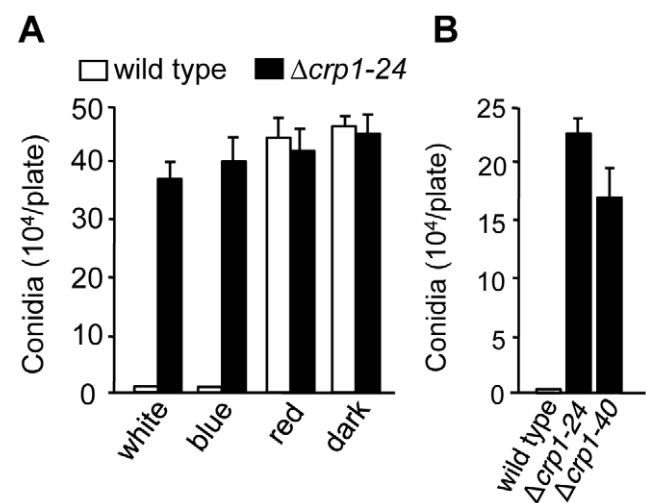 A
wild type Δcrp1-24
Conidia (10⁴/plate)
50
40
30
20
10
0
white
blue
red
dark
B
Conidia (10⁴/plate)
25
20
15
10
5
0
wild type
Δcrp1-24
Δcrp1-40